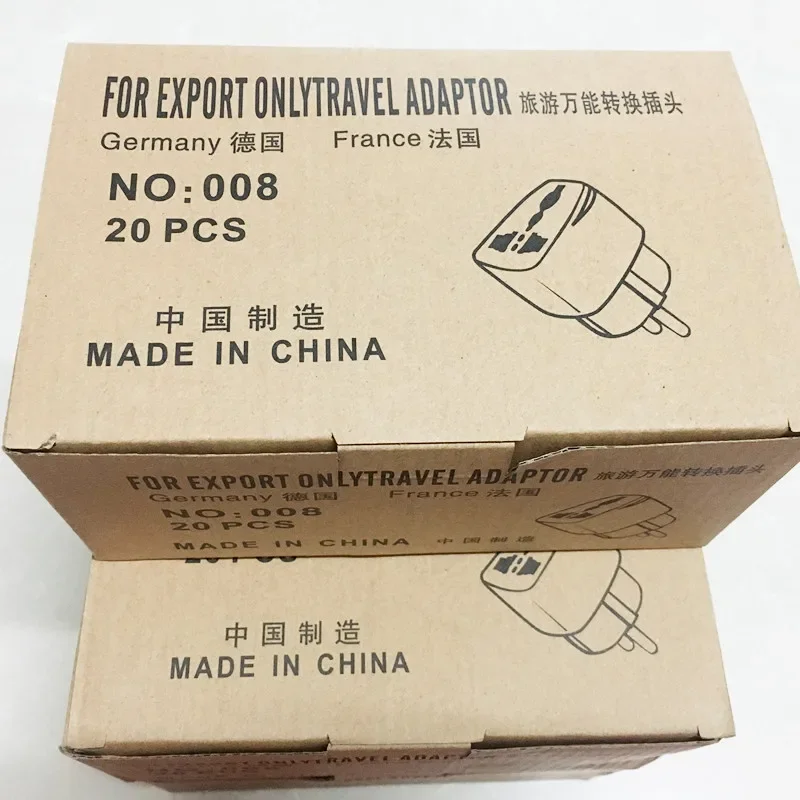 FOR EXPORT ONLYTRAVEL ADAPTOR 旅游万能转换插头
Germany 德国 France 法国
NO:008
20 PCS
中国制造
MADE IN CHINA
FOR EXPORT ONLYTRAVEL ADAPTOR 旅游万能转换插头
Germany 德国 France 法国
NO:008
20 PCS
MADE IN CHINA 中国制造
中国制造
MADE IN CHINA
ONLYTRAVEL ADAPTOR